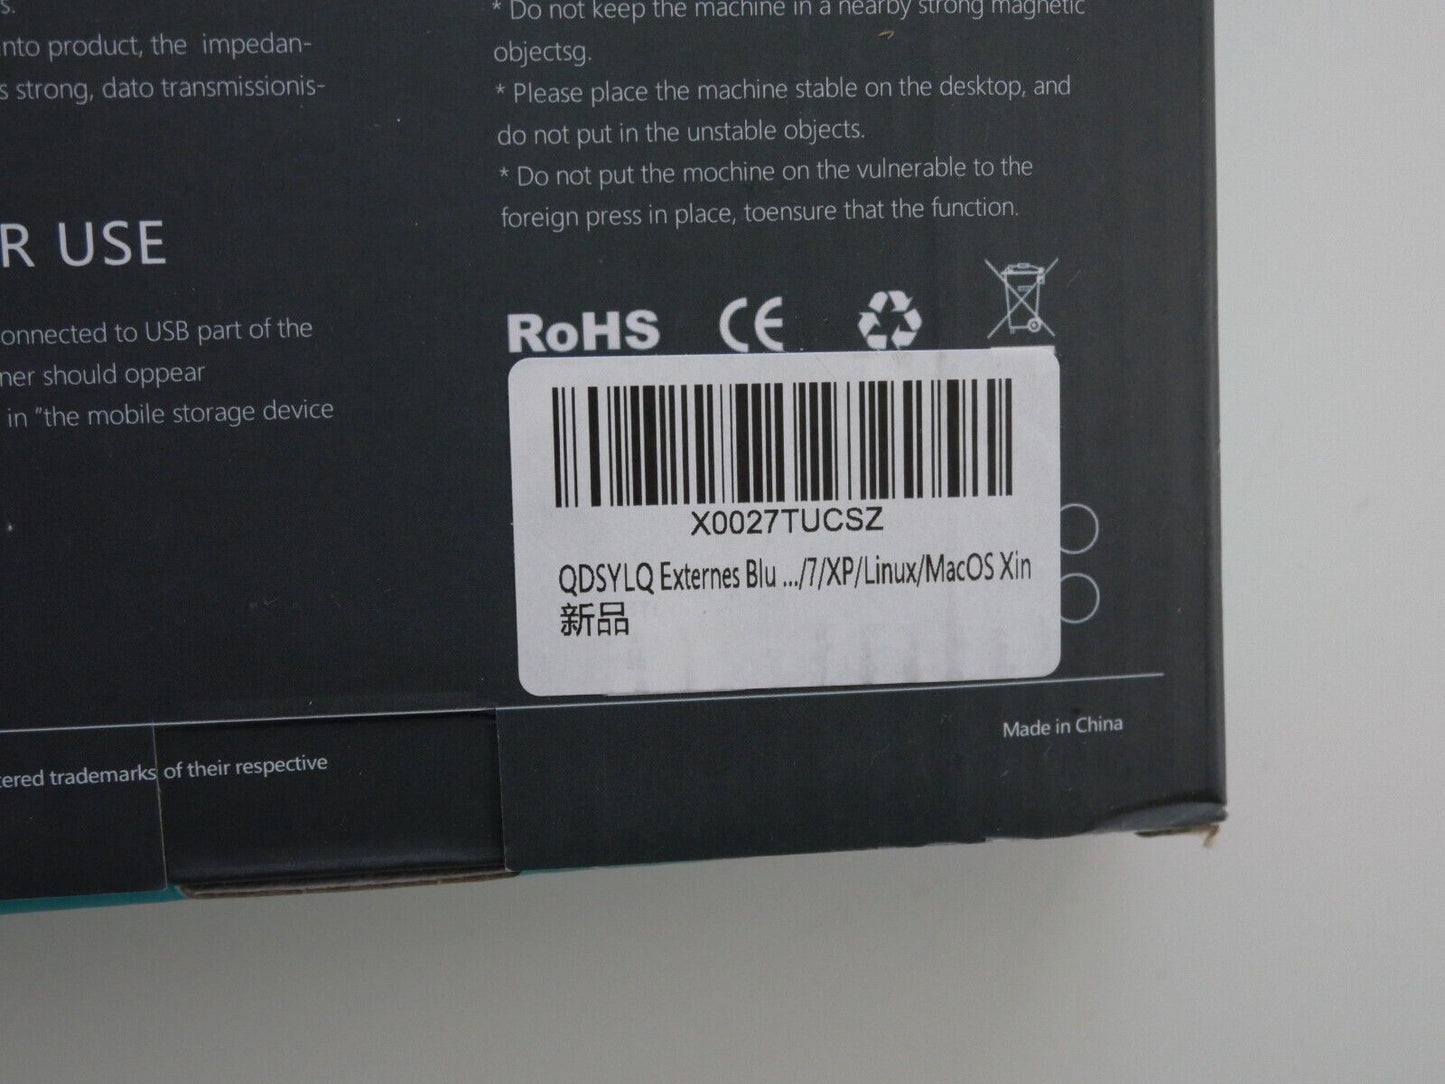 s.
nto product, the impedan-
s strong, dato transmissionis-
R USE
onnected to USB part of the
ner should oppear
in "the mobile storage device
* Do not keep the machine in a nearby strong magnetic
objectsg.
* Please place the machine stable on the desktop, and
do not put in the unstable objects.
* Do not put the mochine on the vulnerable to the
foreign press in place, toensure that the function.
RoHS CE
X0027TUCSZ
QDSYLQ Externes Blu .../7/XP/Linux/MacOS Xin
新品
Made in China
tered trademarks of their respective